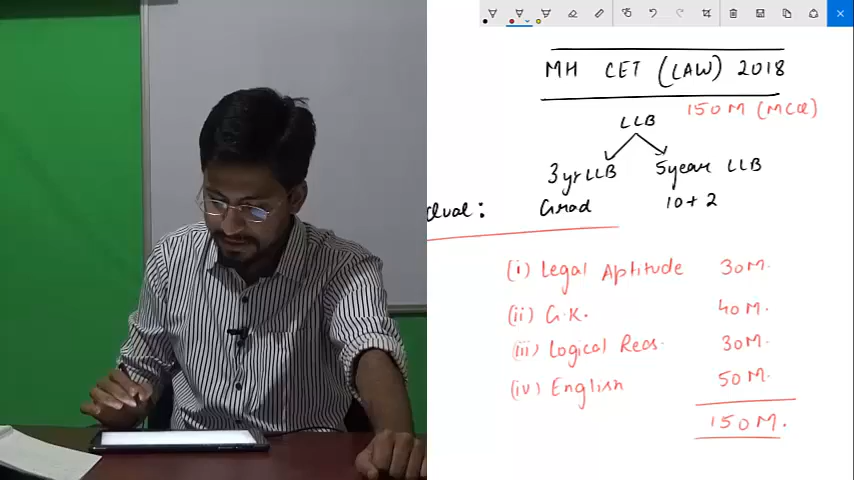 MH CET (LAW) 2018
150 M (MCQ)
LLB
3yr LLB 5year LLB
dual: Grad 10+2
(i) Legal Aptitude 30M.
(ii) G.K. 40M.
(iii) Logical Reas. 30M.
(iv) English 50M.
150M.